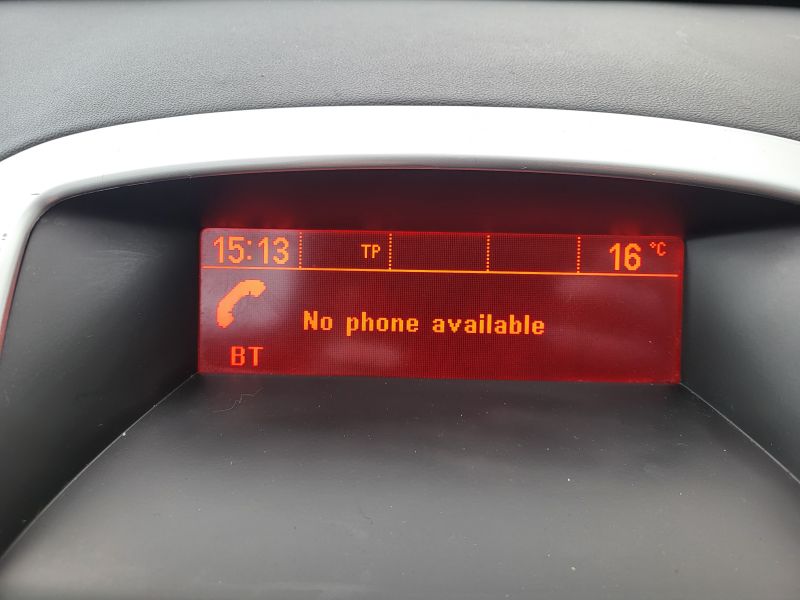 15:13 TP 16 °C
No phone available
BT